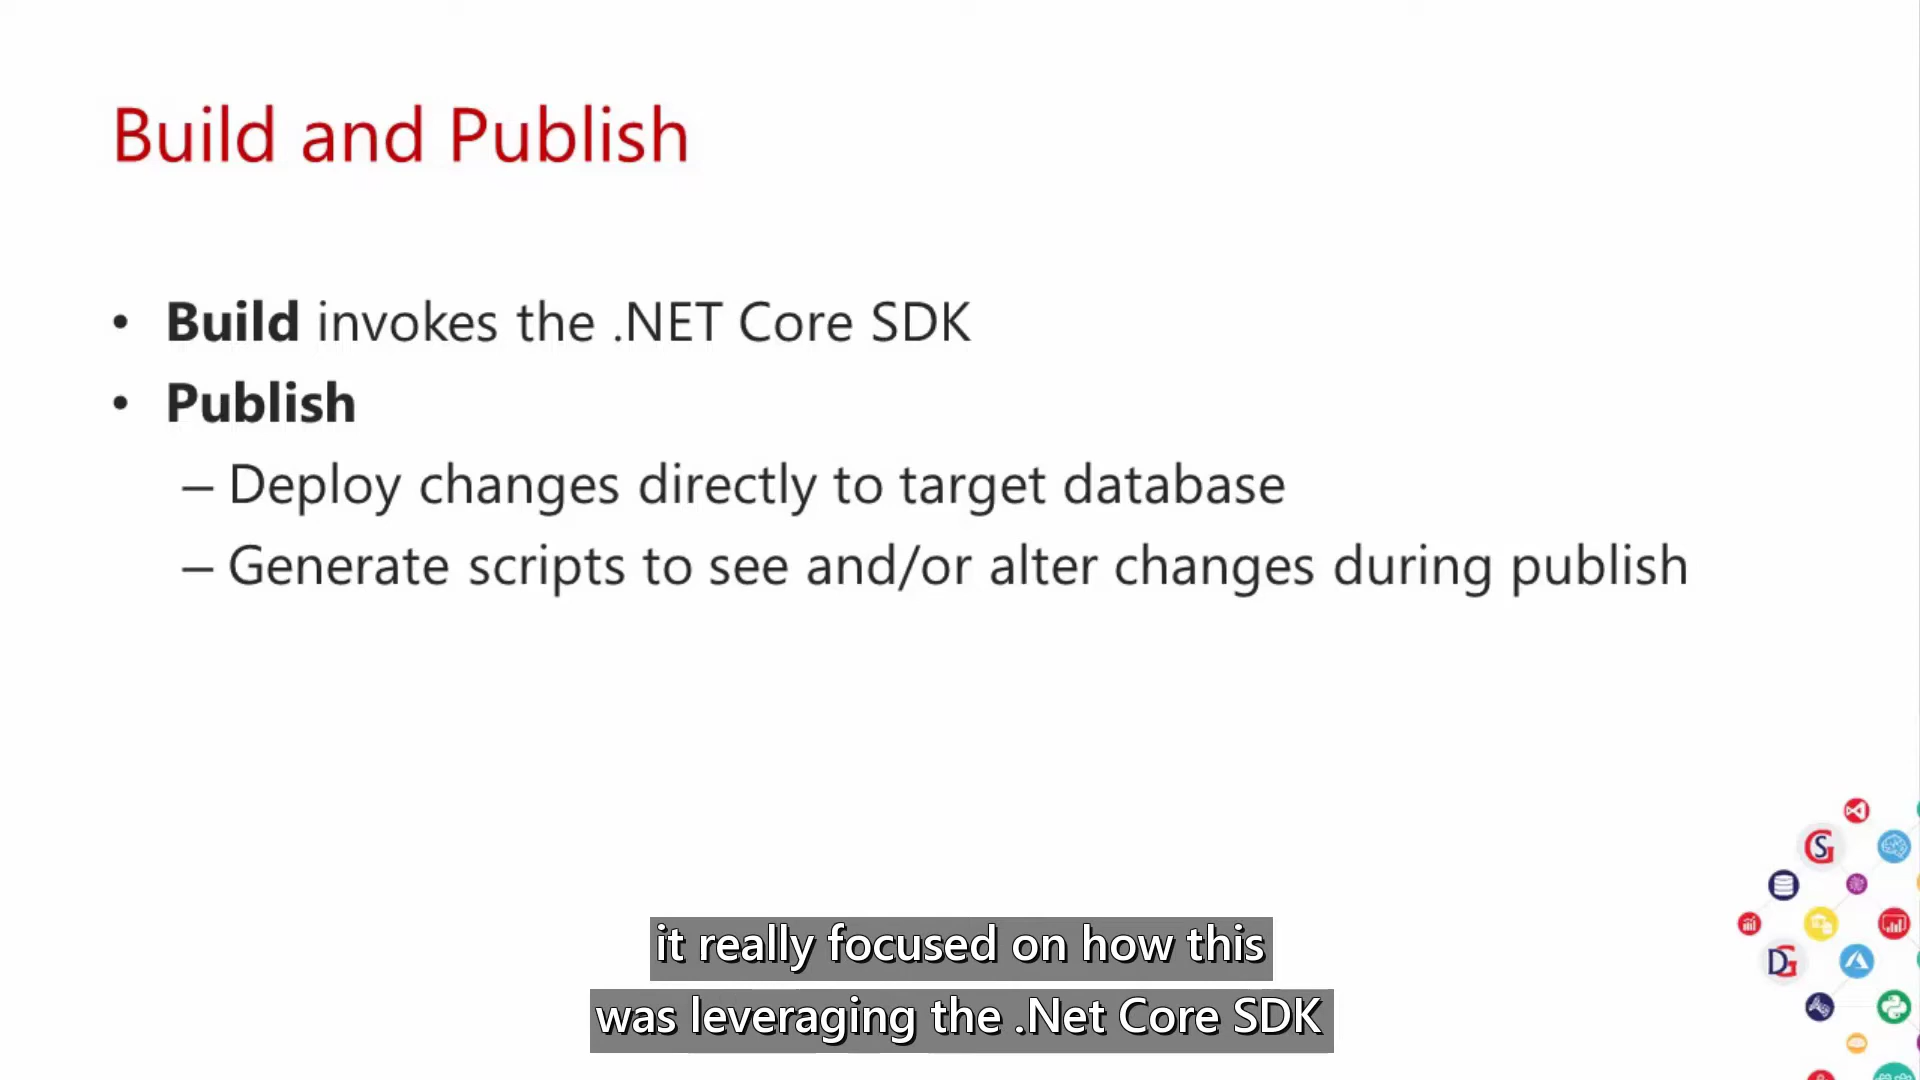 Build and Publish
• Build invokes the .NET Core SDK
• Publish
– Deploy changes directly to target database
– Generate scripts to see and/or alter changes during publish
SG
DG
it really focused on how this
was leveraging the .Net Core SDK